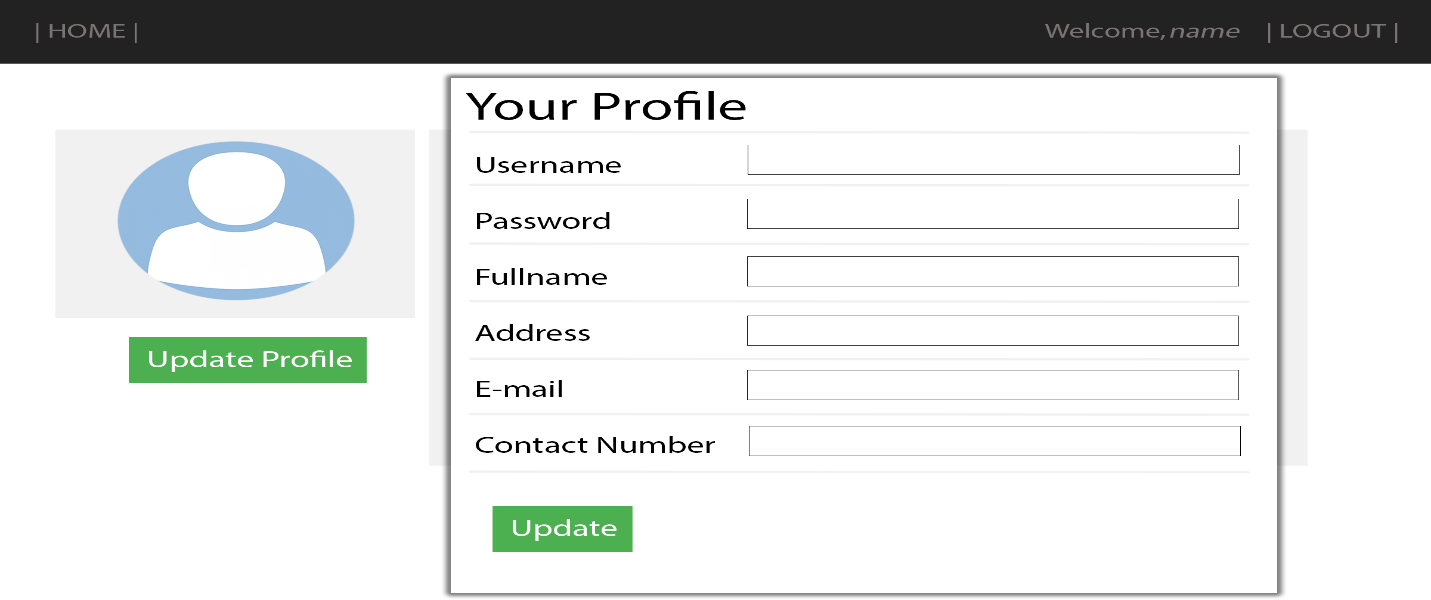 | HOME |
Welcome, name | LOGOUT |
Your Profile
Username
Password
Fullname
Address
E-mail
Contact Number
Update
Update Profile